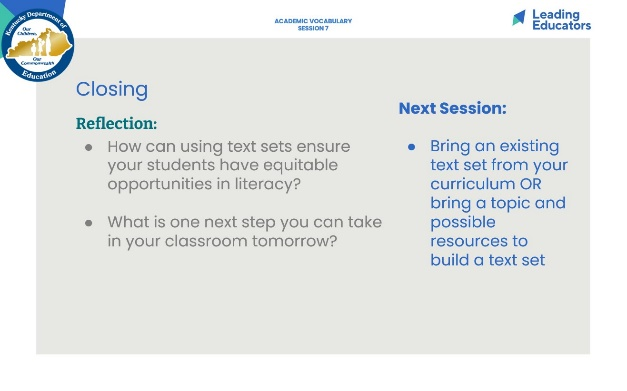 Kentucky Department of
Our Children,
Our Commonwealth
Education
ACADEMIC VOCABULARY
SESSION 7
Leading
Educators
Closing
Reflection:
● How can using text sets ensure
your students have equitable
opportunities in literacy?
● What is one next step you can take
in your classroom tomorrow?
Next Session:
● Bring an existing
text set from your
curriculum OR
bring a topic and
possible
resources to
build a text set